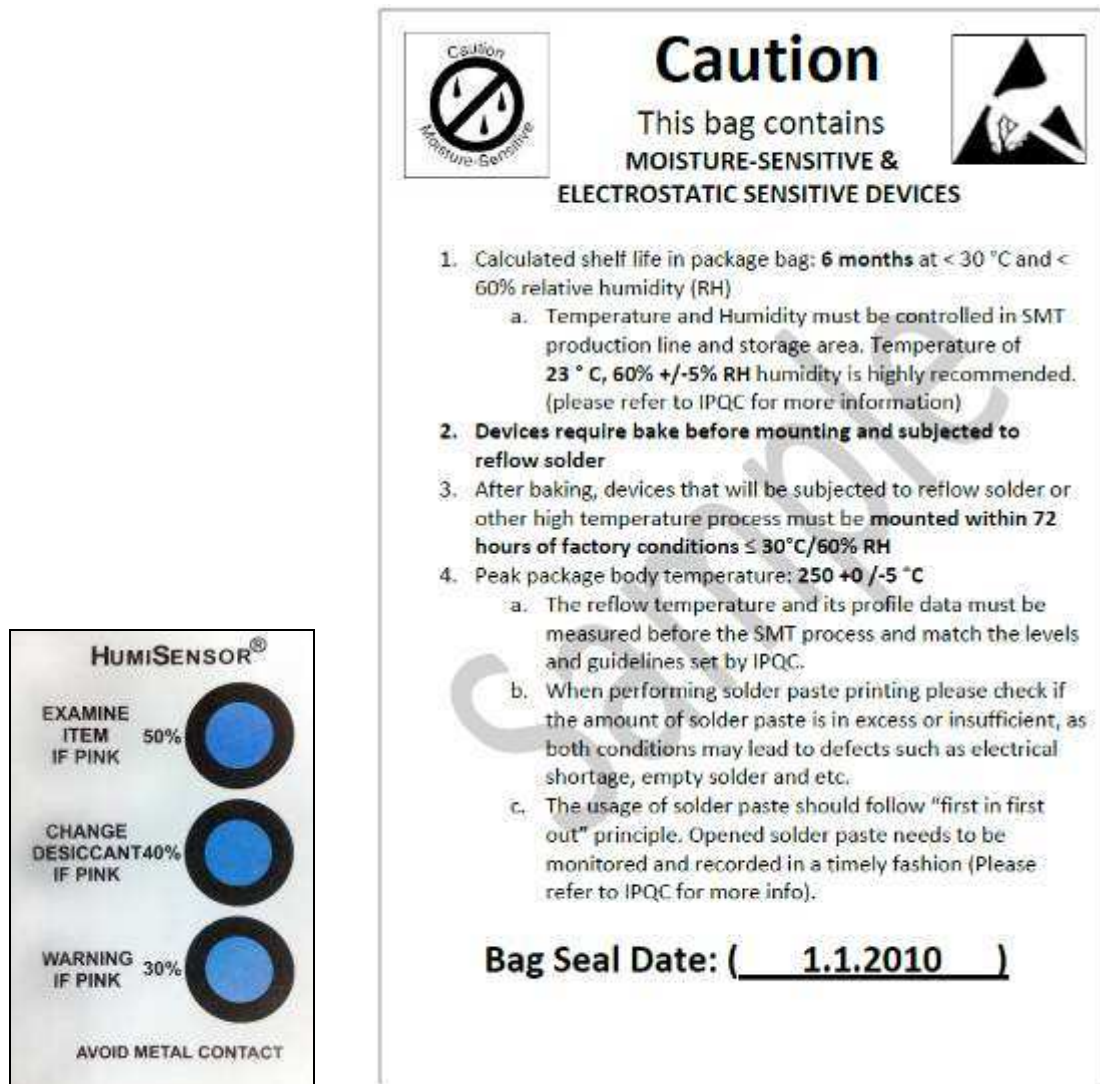 HUMISENSOR®
EXAMINE
ITEM 50%
IF PINK
CHANGE
DESICCANT40%
IF PINK
WARNING 30%
IF PINK
AVOID METAL CONTACT
Caution
Moisture-Sensitive
Caution
This bag contains
MOISTURE-SENSITIVE &
ELECTROSTATIC SENSITIVE DEVICES
1. Calculated shelf life in package bag: 6 months at < 30 °C and <
60% relative humidity (RH)
a. Temperature and Humidity must be controlled in SMT
production line and storage area. Temperature of
23 ° C, 60% +/-5% RH humidity is highly recommended.
(please refer to IPQC for more information)
2. Devices require bake before mounting and subjected to
reflow solder
3. After baking, devices that will be subjected to reflow solder or
other high temperature process must be mounted within 72
hours of factory conditions ≤ 30°C/60% RH
4. Peak package body temperature: 250 +0 /-5 °C
a. The reflow temperature and its profile data must be
measured before the SMT process and match the levels
and guidelines set by IPQC.
b. When performing solder paste printing please check if
the amount of solder paste is in excess or insufficient, as
both conditions may lead to defects such as electrical
shortage, empty solder and etc.
c. The usage of solder paste should follow “first in first
out” principle. Opened solder paste needs to be
monitored and recorded in a timely fashion (Please
refer to IPQC for more info).
Bag Seal Date: ( 1.1.2010 )
Sample